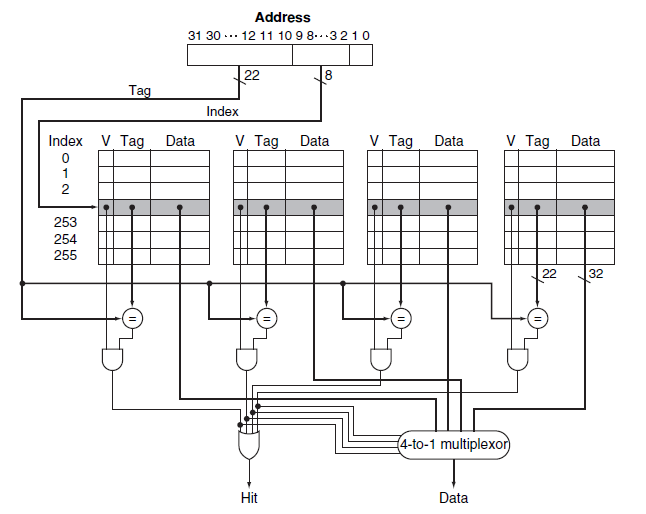 Address
31 30 ··· 12 11 10 9 8···3 2 1 0
22
8
Tag
Index
Index V Tag Data V Tag Data V Tag Data V Tag Data
0
1
2
253
254
255
22 32
= = = =
4-to-1 multiplexor
Hit Data